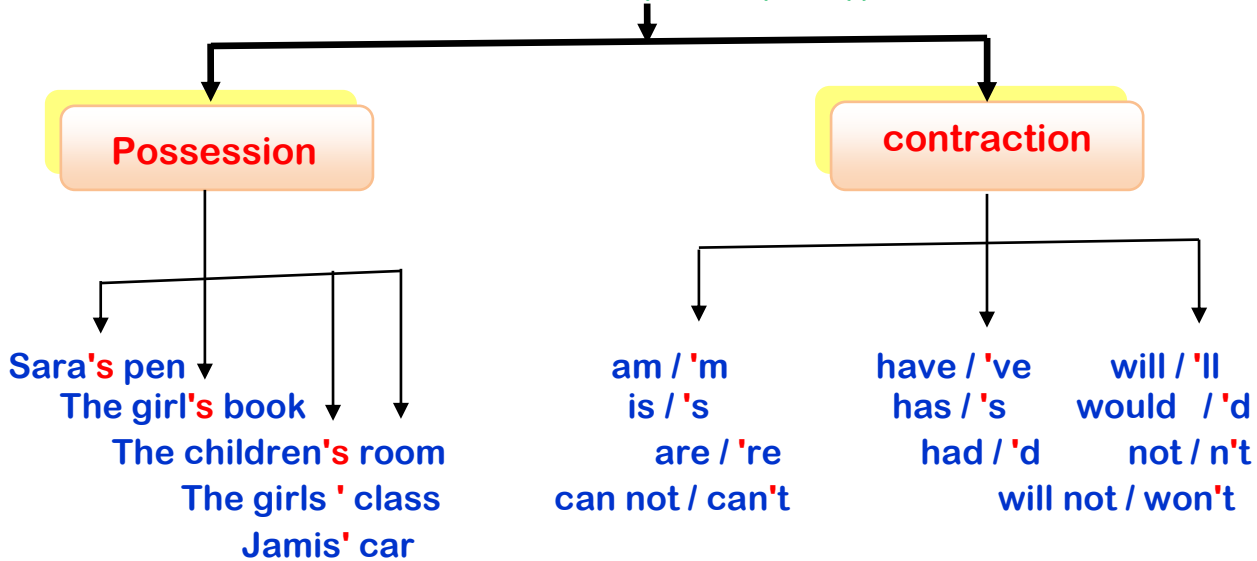 Possession
contraction
Sara's pen
The girl's book
The children's room
The girls ' class
Jamis' car
am / 'm
is / 's
are / 're
can not / can't
have / 've
has / 's
had / 'd
will / 'll
would / 'd
not / n't
will not / won't